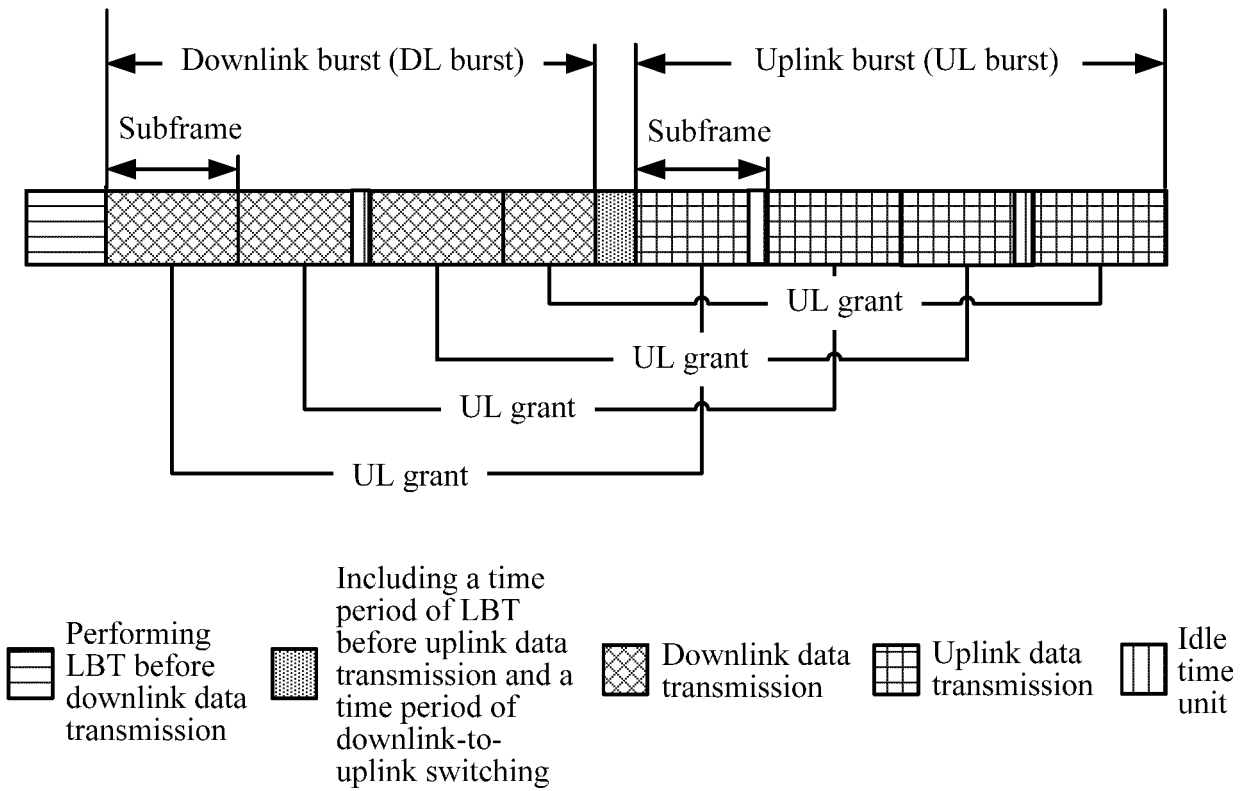 Downlink burst (DL burst)
Uplink burst (UL burst)
Subframe
Subframe
UL grant
UL grant
UL grant
UL grant
Performing
LBT before
downlink data
transmission
Including a time
period of LBT
before uplink data
transmission and a
time period of
downlink-to-
uplink switching
Downlink data
transmission
Uplink data
transmission
Idle
time
unit